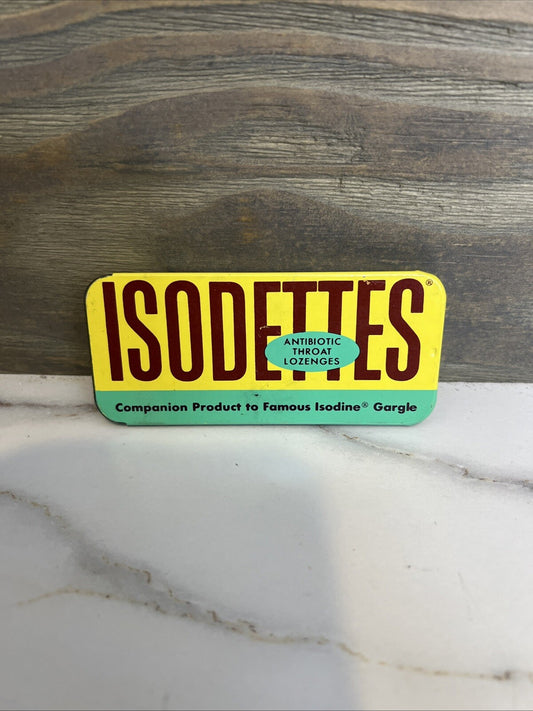 ISODETTES®
ANTIBIOTIC
THROAT
LOZENGES
Companion Product to Famous Isodine® Gargle